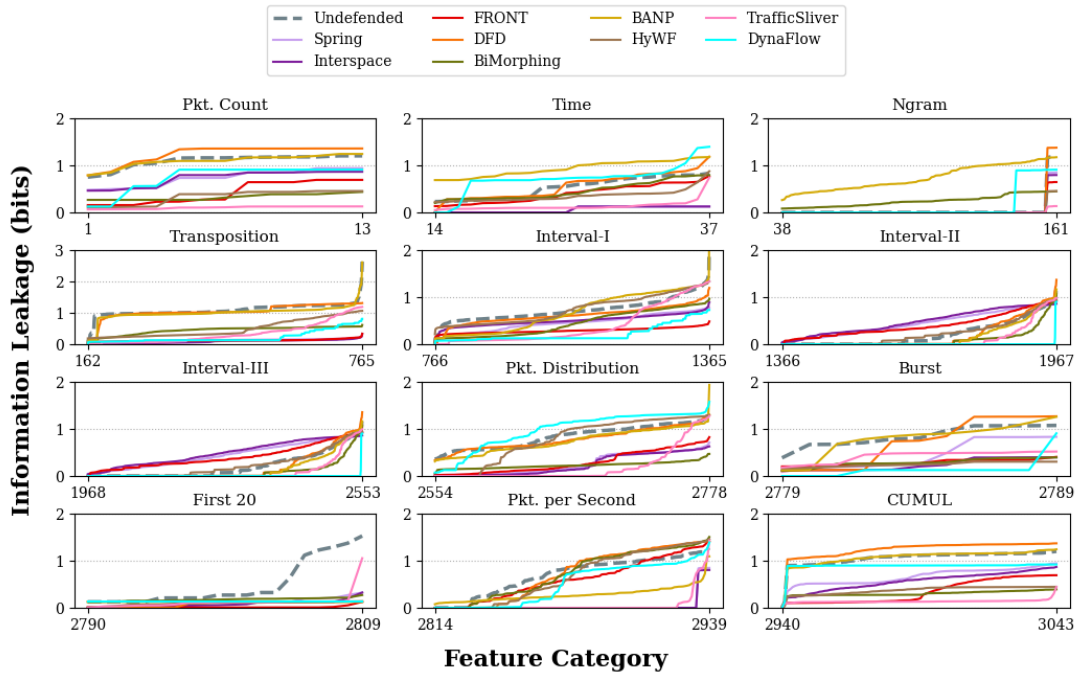 Undefended FRONT BANP TrafficSliver
Spring DFD HyWF DynaFlow
Interspace BiMorphing
Pkt. Count Time Ngram
2 2 2
1 1 1
0 0 0
1 13 14 37 38 161
Transposition Interval-I Interval-II
3 2 2
2
1 1 1
0 0 0
162 765 766 1365 1366 1967
Interval-III Pkt. Distribution Burst
2 2 2
1 1 1
0 0 0
1968 2553 2554 2778 2779 2789
First 20 Pkt. per Second CUMUL
2 2 2
1 1 1
0 0 0
2790 2809 2814 2939 2940 3043
Information Leakage (bits)
Feature Category